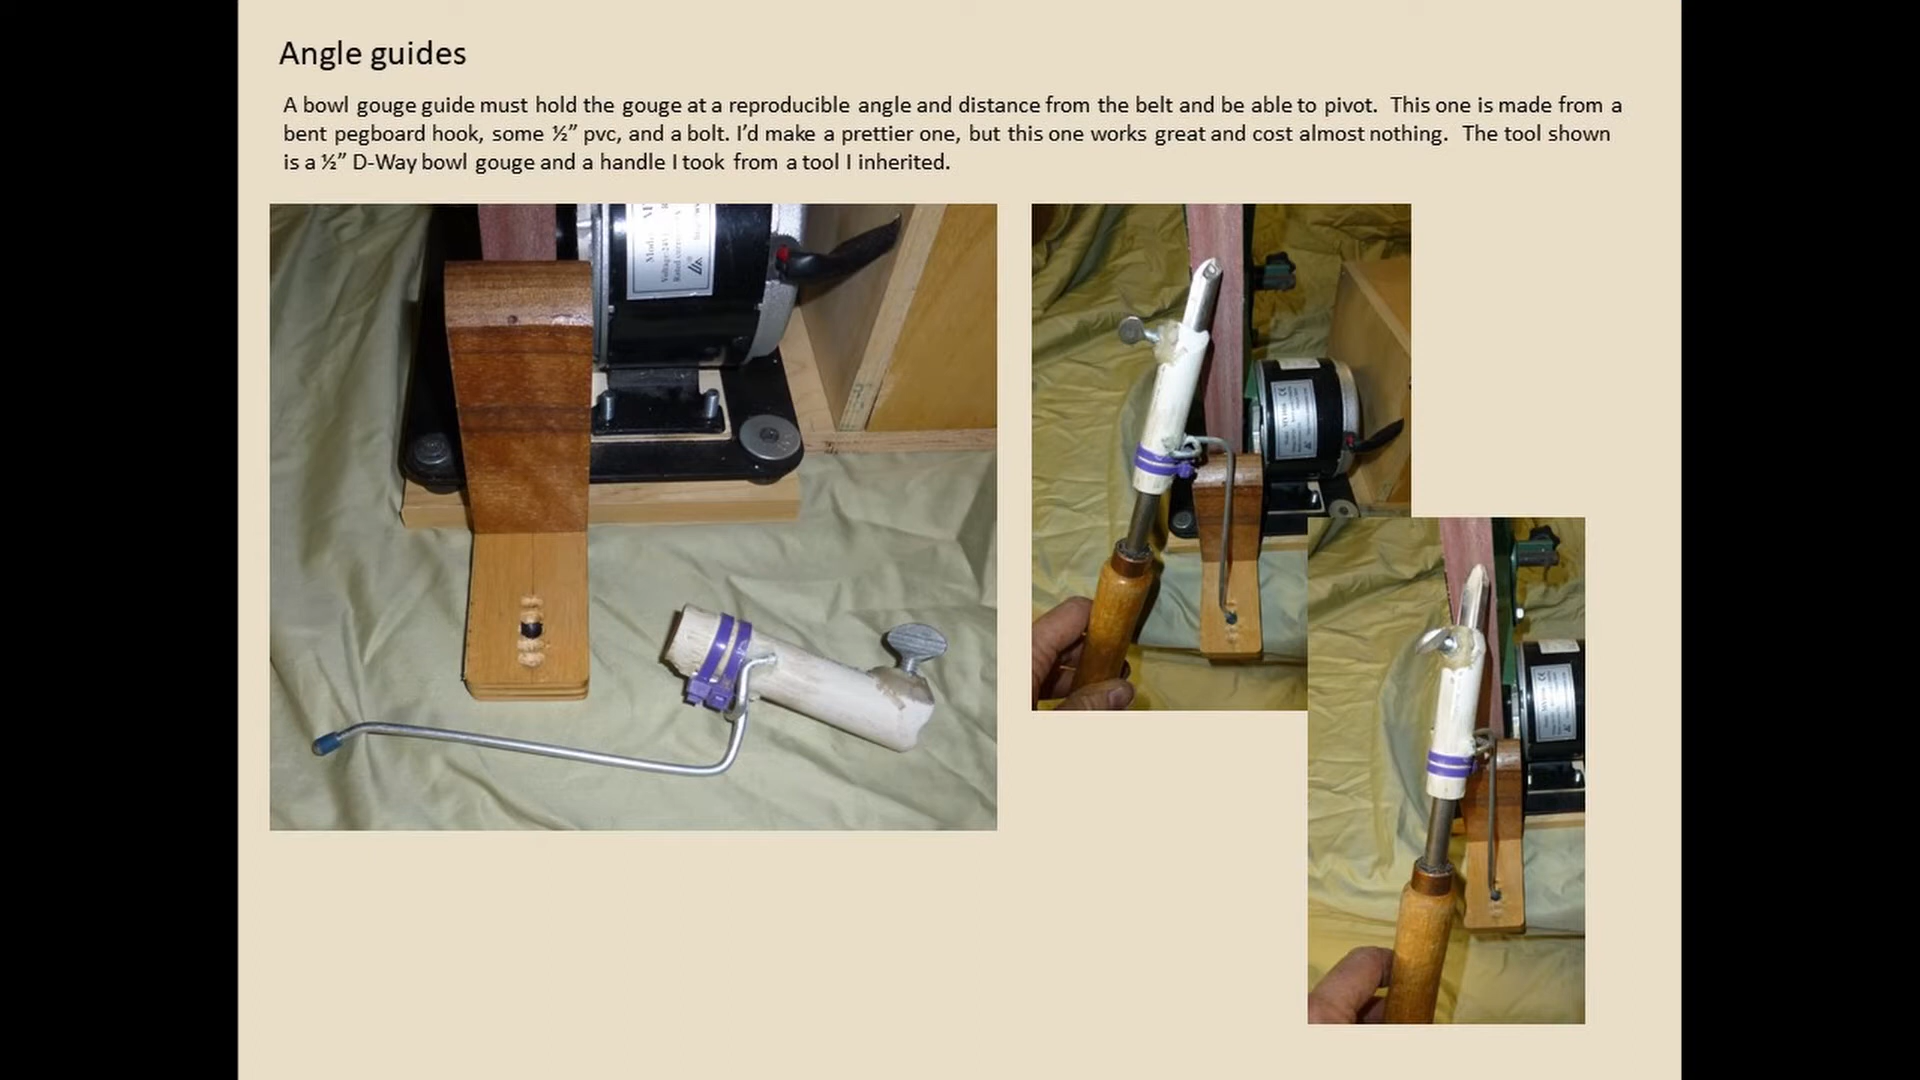 Angle guides
A bowl gouge guide must hold the gouge at a reproducible angle and distance from the belt and be able to pivot.  This one is made from a
bent pegboard hook, some ½” pvc, and a bolt. I’d make a prettier one, but this one works great and cost almost nothing.  The tool shown
is a ½” D-Way bowl gouge and a handle I took from a tool I inherited.